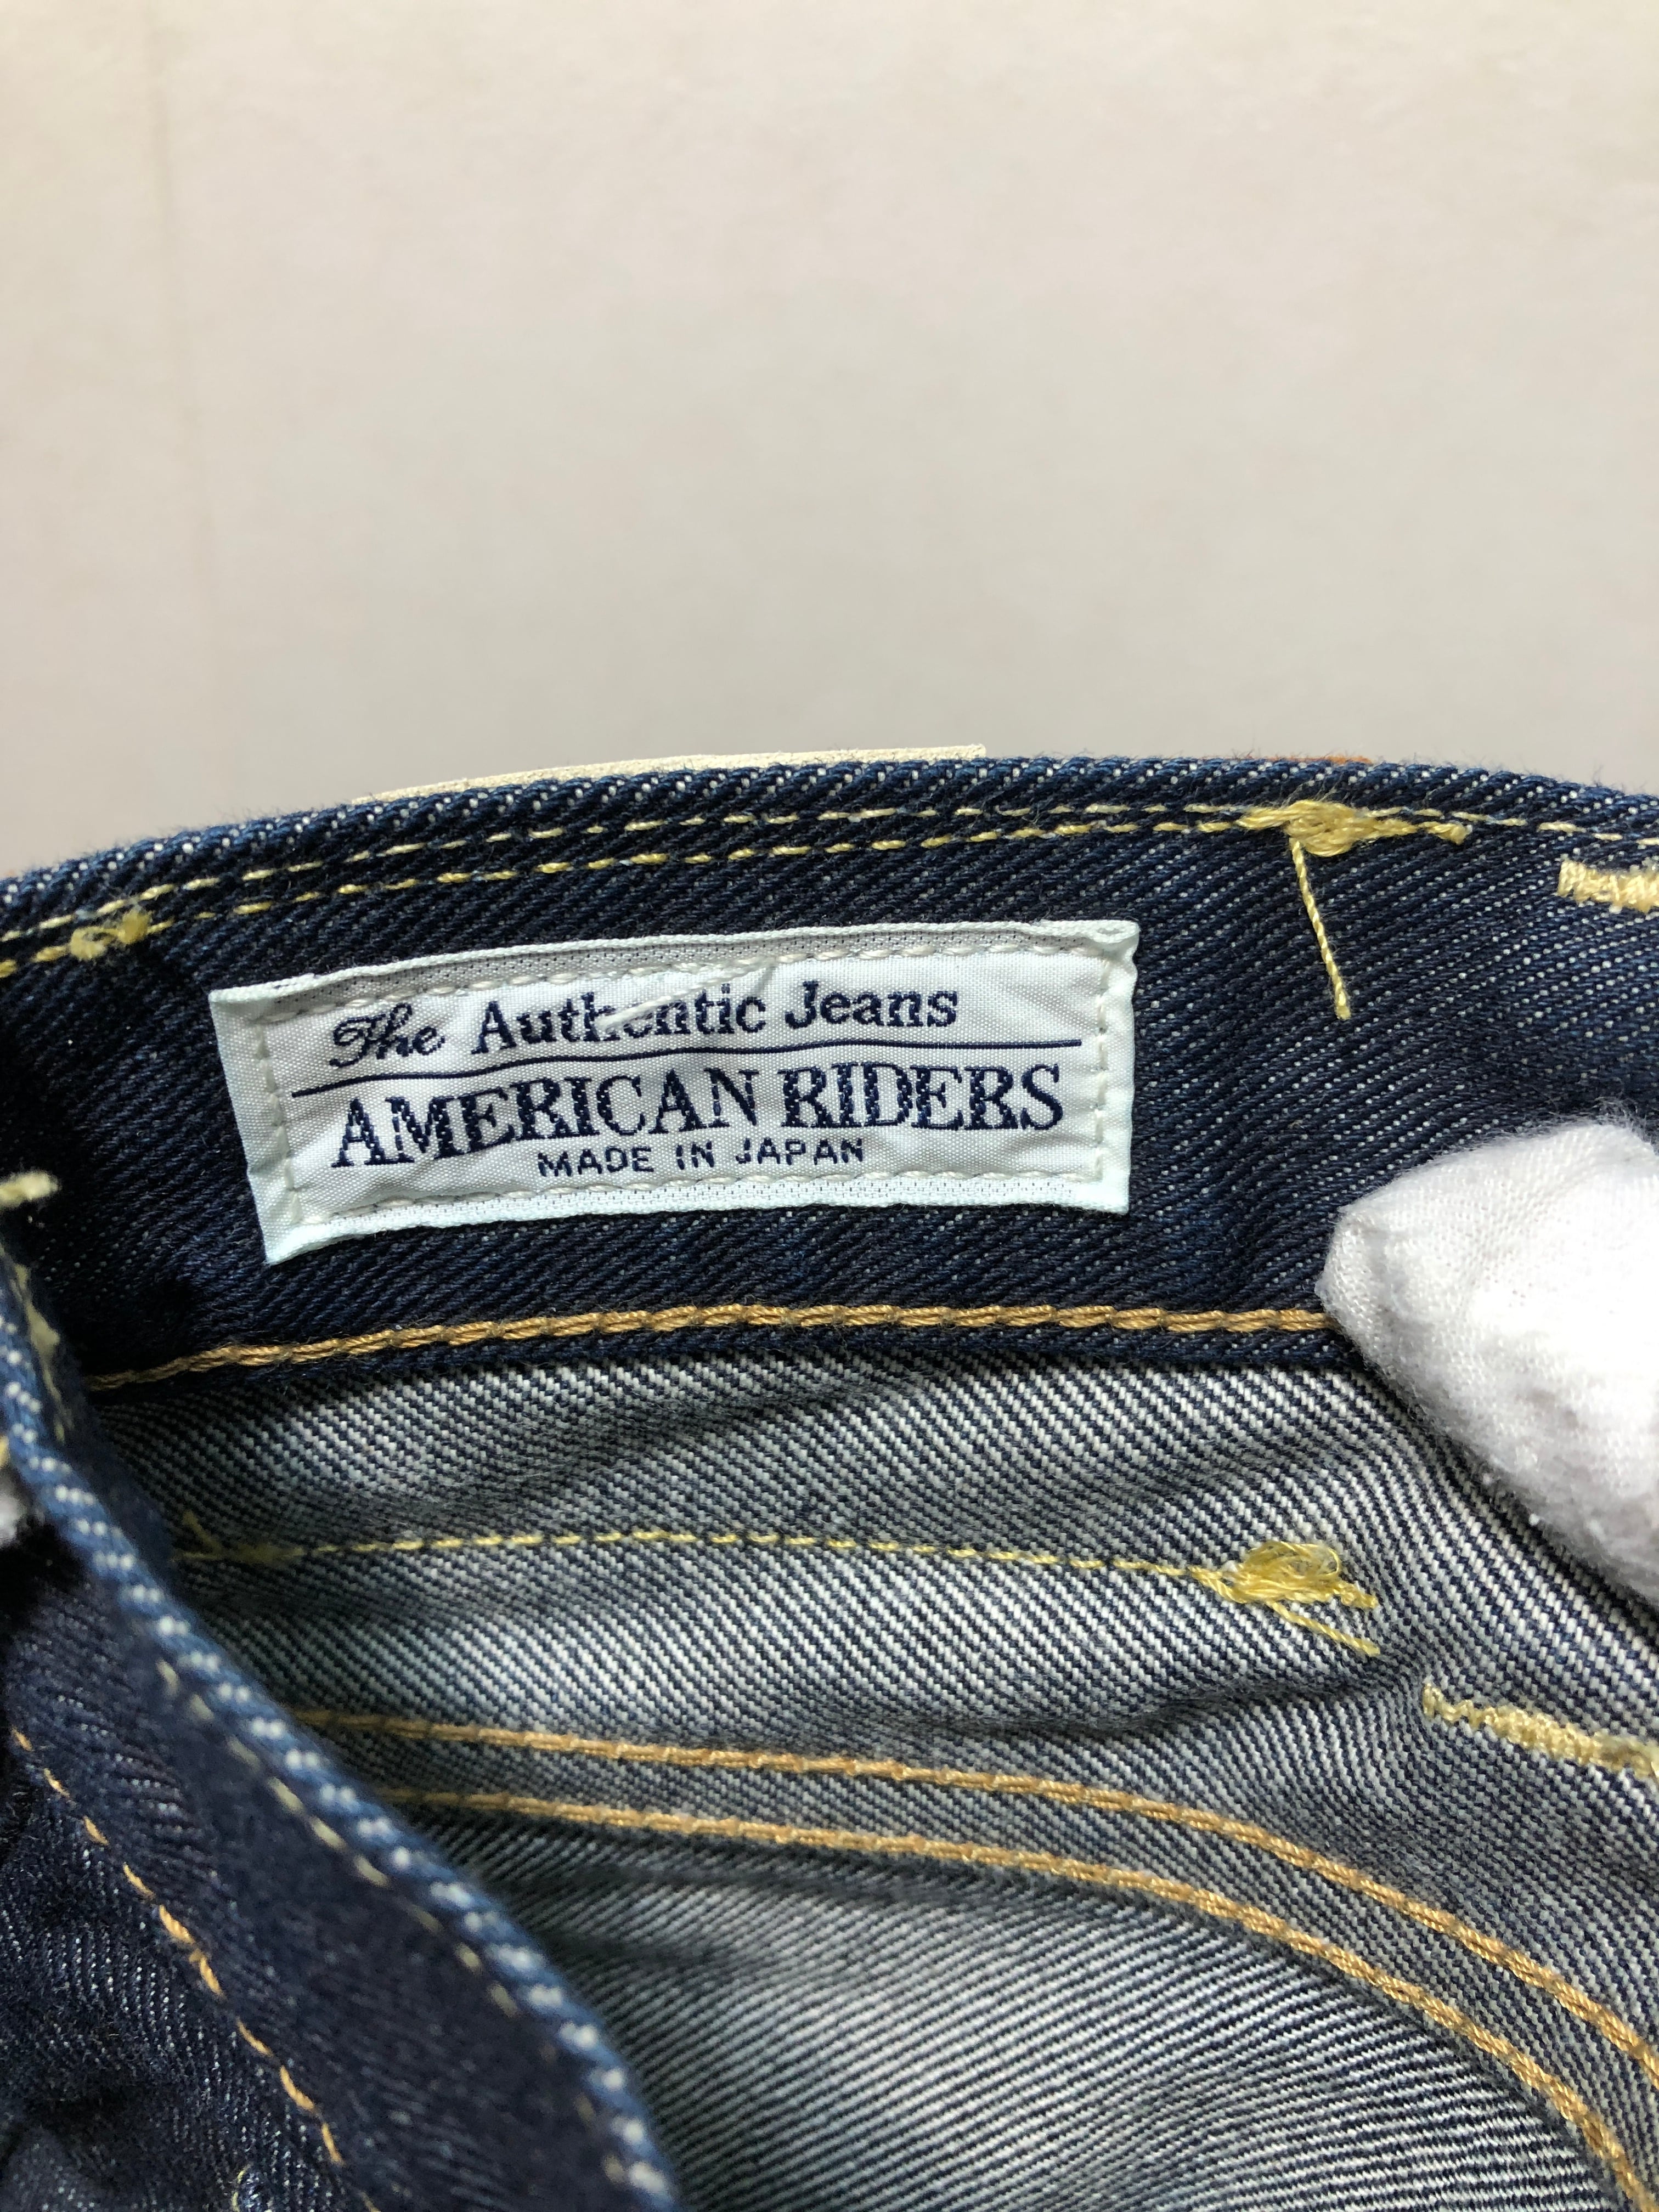 The Authentic Jeans
AMERICAN RIDERS
MADE IN JAPAN